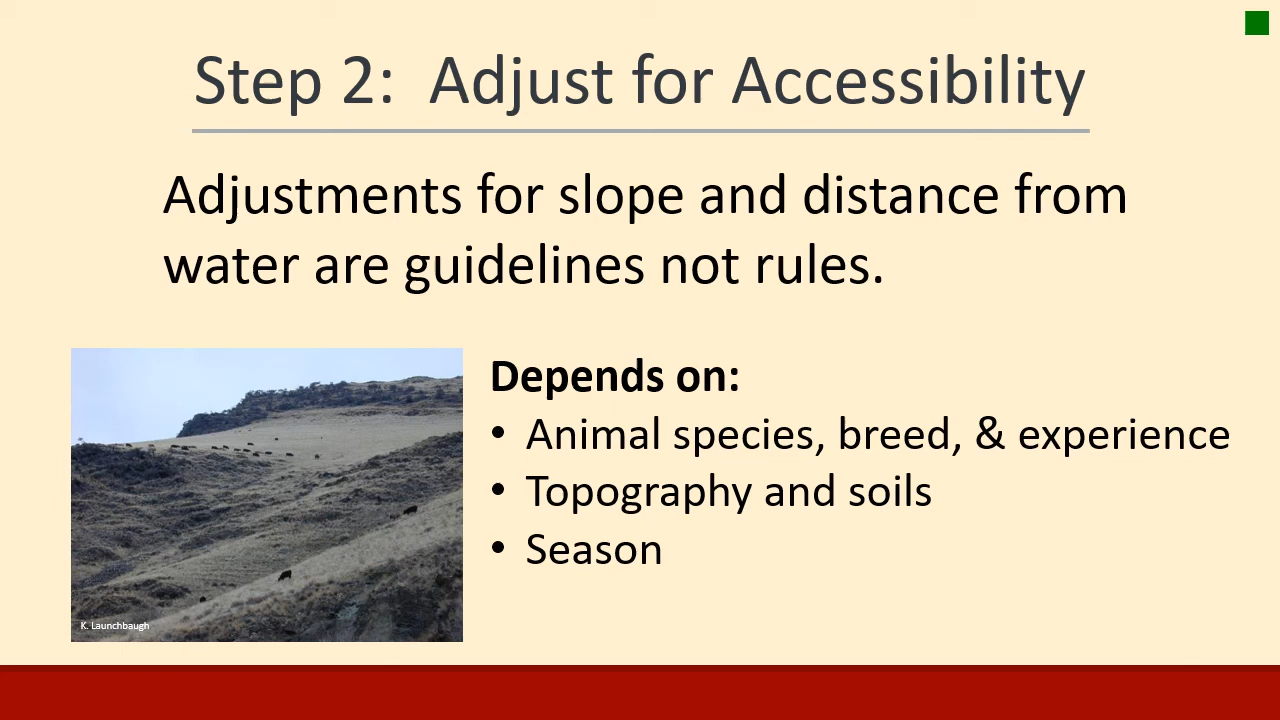 Step 2:  Adjust for Accessibility
Adjustments for slope and distance from
water are guidelines not rules.
Depends on:
• Animal species, breed, & experience
• Topography and soils
• Season
K. Launchbaugh